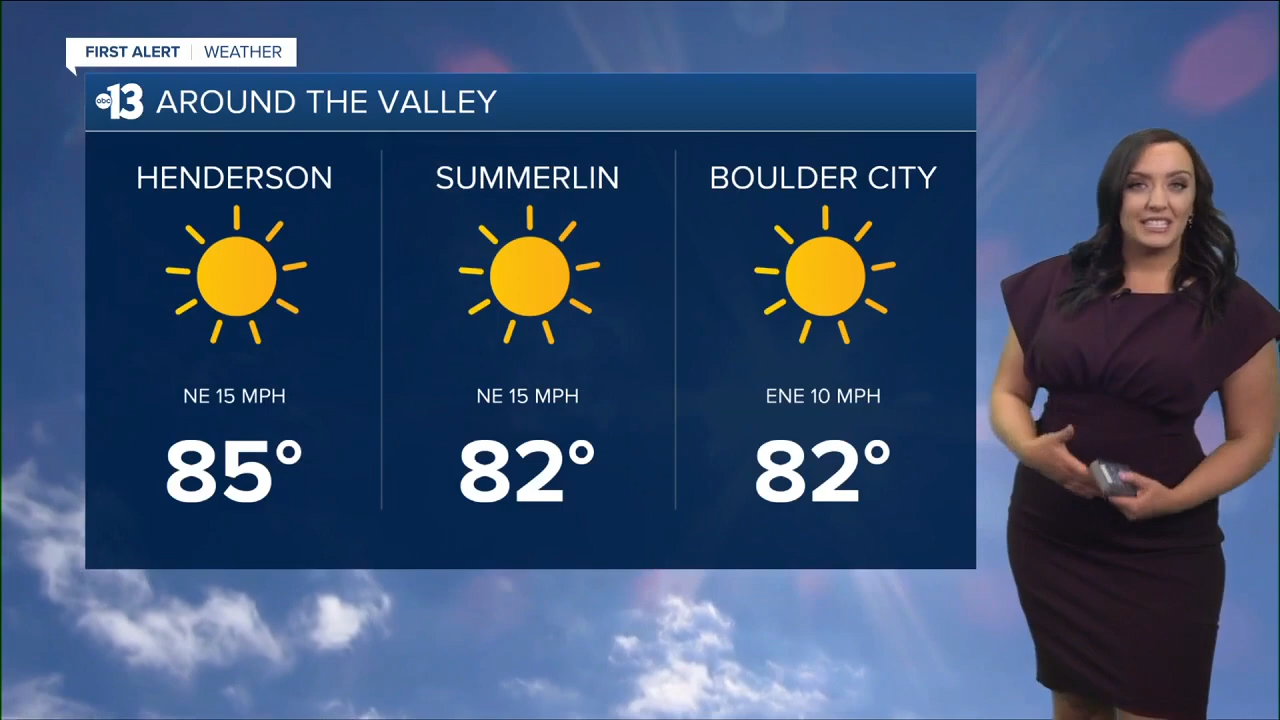 FIRST ALERT WEATHER
abc 13 AROUND THE VALLEY
HENDERSON
NE 15 MPH
85°
SUMMERLIN
NE 15 MPH
82°
BOULDER CITY
ENE 10 MPH
82°